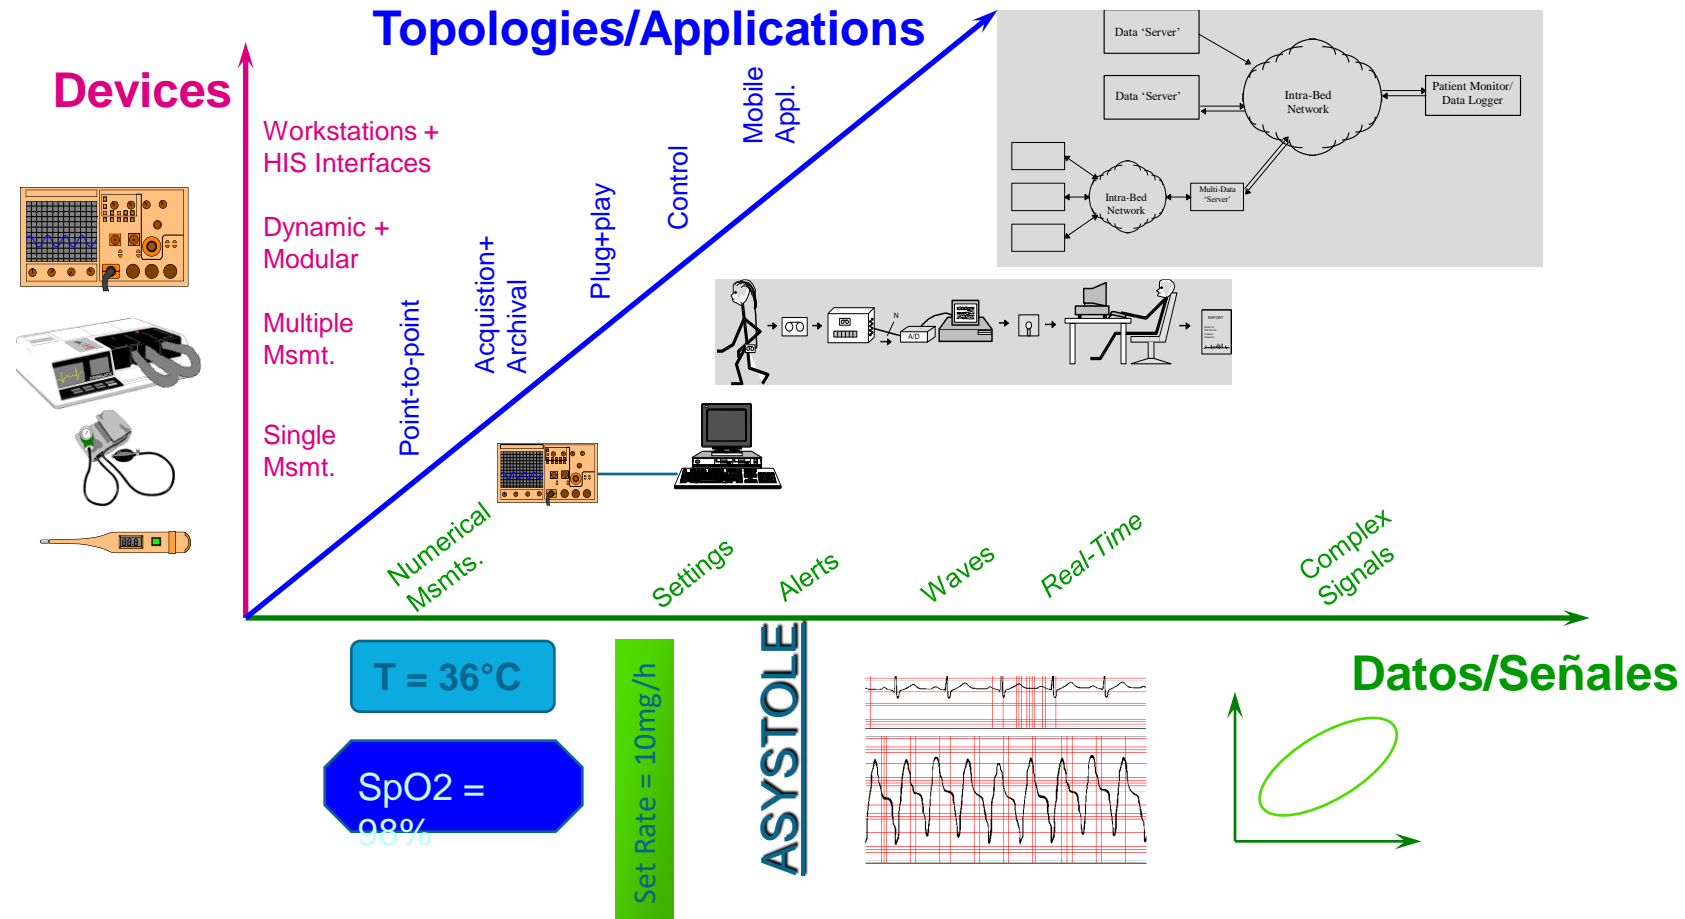 Topologies/Applications
Devices
Workstations +
HIS Interfaces
Dynamic +
Modular
Multiple
Msmt.
Single
Msmt.
Point-to-point
Acquistion+
Archival
Plug+play
Control
Mobile
Appl.
Data ‘Server’
Data ‘Server’
Intra-Bed
Network
Patient Monitor/
Data Logger
Intra-Bed
Network
Multi-Data
‘Server’
N
A/D
REPORT
Numerical
Msmts.
Settings
Alerts
Waves
Real-Time
Complex
Signals
Datos/Señales
T = 36°C
SpO2 =
98%
Set Rate = 10mg/h
ASYSTOLE